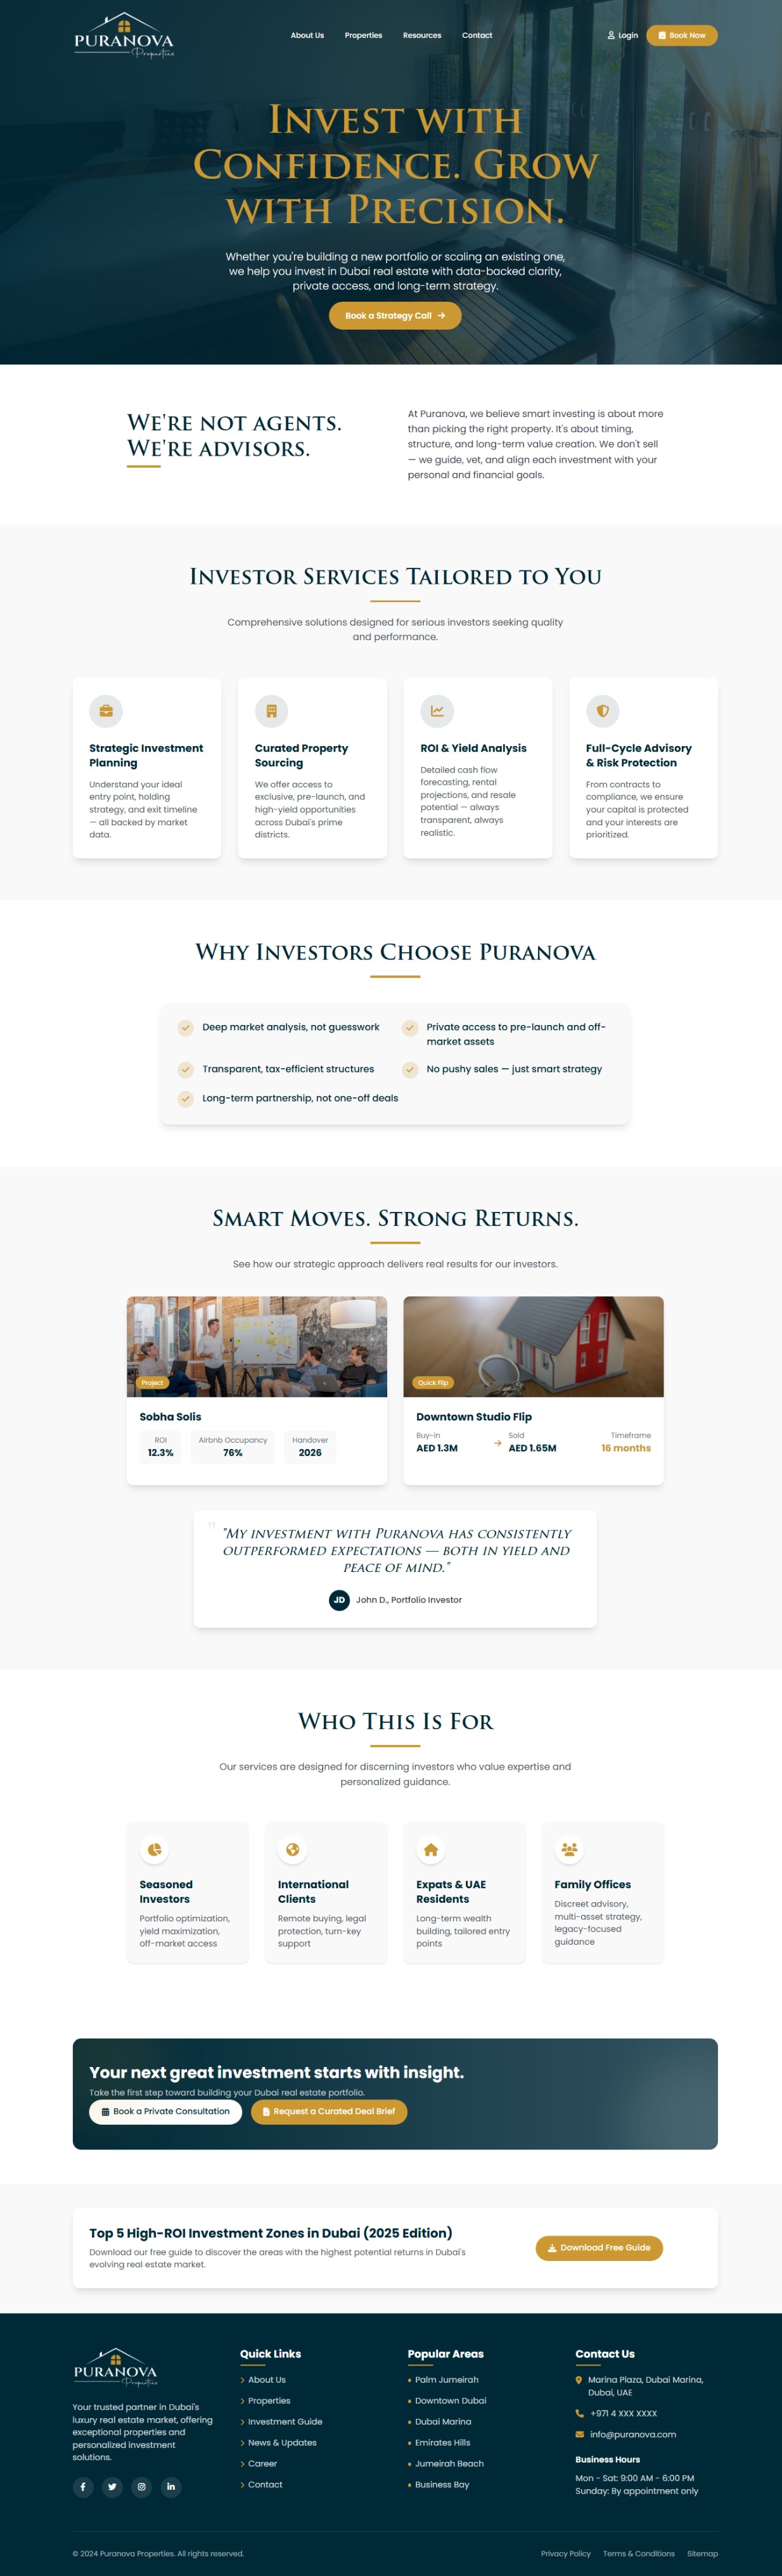 PURANOVA
Properties
About Us
Properties
Resources
Contact
Login
Book Now
Invest with
Confidence. Grow
with Precision.
Whether you're building a new portfolio or scaling an existing one,
we help you invest in Dubai real estate with data-backed clarity,
private access, and long-term strategy.
Book a Strategy Call
We're not agents.
We're advisors.
At Puranova, we believe smart investing is about more
than picking the right property. It's about timing,
structure, and long-term value creation. We don't sell
— we guide, vet, and align each investment with your
personal and financial goals.
Investor Services Tailored to You
Comprehensive solutions designed for serious investors seeking quality
and performance.
Strategic Investment
Planning
Understand your ideal
entry point, holding
strategy, and exit timeline
— all backed by market
data.
Curated Property
Sourcing
We offer access to
exclusive, pre-launch, and
high-yield opportunities
across Dubai's prime
districts.
ROI & Yield Analysis
Detailed cash flow
forecasting, rental
projections, and resale
potential — always
transparent, always
realistic.
Full-Cycle Advisory
& Risk Protection
From contracts to
compliance, we ensure
your capital is protected
and your interests are
prioritized.
Why Investors Choose Puranova
Deep market analysis, not guesswork
Private access to pre-launch and off-
market assets
Transparent, tax-efficient structures
No pushy sales — just smart strategy
Long-term partnership, not one-off deals
Smart Moves. Strong Returns.
See how our strategic approach delivers real results for our investors.
Project
Sobha Solis
ROI
12.3%
Airbnb Occupancy
76%
Handover
2026
Quick Flip
Downtown Studio Flip
Buy-in
AED 1.3M
Sold
AED 1.65M
Timeframe
16 months
"My investment with Puranova has consistently
outperformed expectations — both in yield and
peace of mind."
JD
John D., Portfolio Investor
Who This Is For
Our services are designed for discerning investors who value expertise and
personalized guidance.
Seasoned
Investors
Portfolio optimization,
yield maximization,
off-market access
International
Clients
Remote buying, legal
protection, turn-key
support
Expats & UAE
Residents
Long-term wealth
building, tailored entry
points
Family Offices
Discreet advisory,
multi-asset strategy,
legacy-focused
guidance
Your next great investment starts with insight.
Take the first step toward building your Dubai real estate portfolio.
Book a Private Consultation
Request a Curated Deal Brief
Top 5 High-ROI Investment Zones in Dubai (2025 Edition)
Download our free guide to discover the areas with the highest potential returns in Dubai's
evolving real estate market.
Download Free Guide
PURANOVA
Properties
Your trusted partner in Dubai's
luxury real estate market, offering
exceptional properties and
personalized investment
solutions.
Quick Links
About Us
Properties
Investment Guide
News & Updates
Career
Contact
Popular Areas
Palm Jumeirah
Downtown Dubai
Dubai Marina
Emirates Hills
Jumeirah Beach
Business Bay
Contact Us
Marina Plaza, Dubai Marina,
Dubai, UAE
+971 4 XXX XXXX
info@puranova.com
Business Hours
Mon - Sat: 9:00 AM - 6:00 PM
Sunday: By appointment only
© 2024 Puranova Properties. All rights reserved.
Privacy Policy
Terms & Conditions
Sitemap